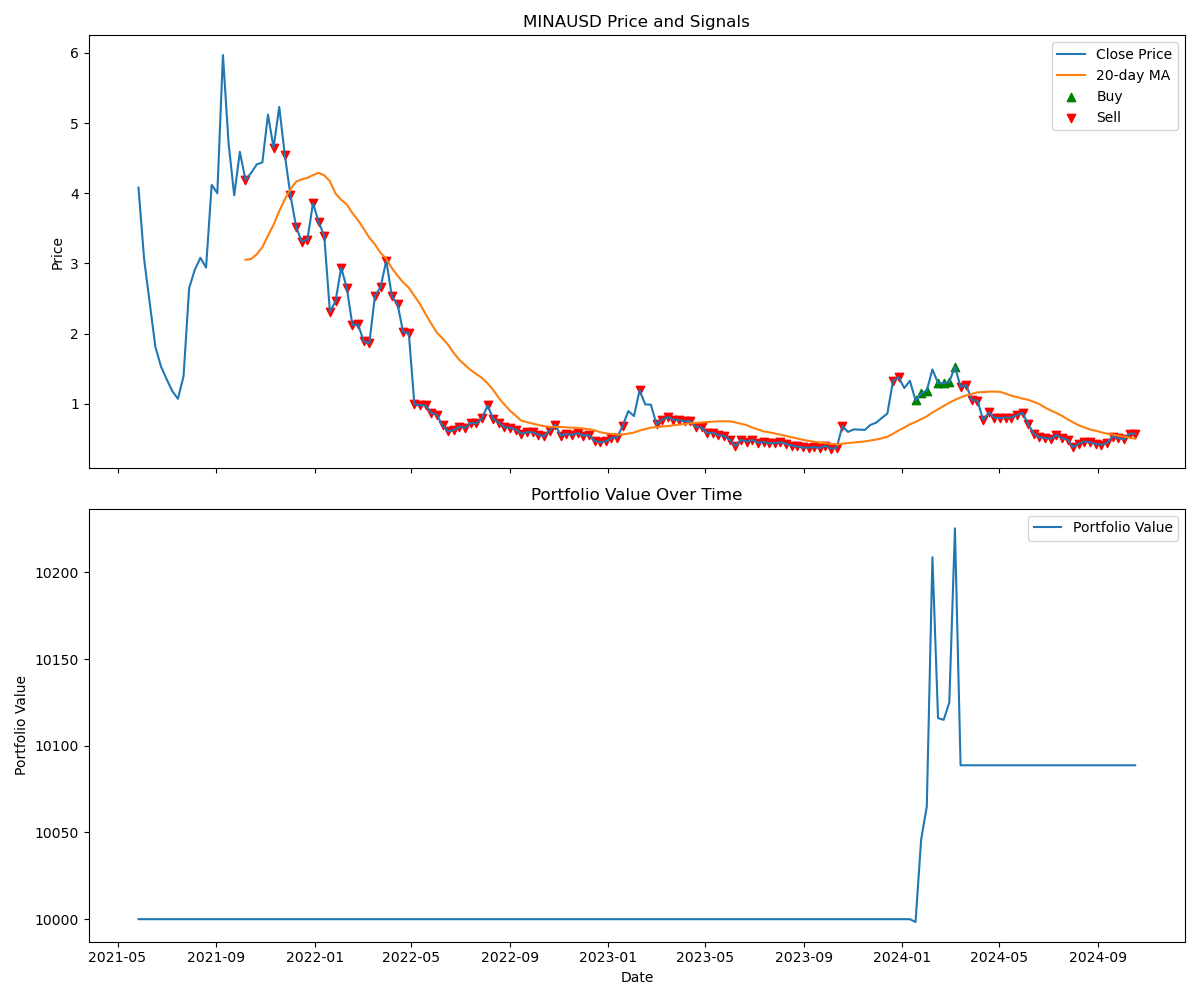 MINAUSD Price and Signals
Price
6
5
4
3
2
1
Close Price
20-day MA
Buy
Sell
Portfolio Value Over Time
Portfolio Value
10200
10150
10100
10050
10000
Portfolio Value
2021-05
2021-09
2022-01
2022-05
2022-09
2023-01
2023-05
2023-09
2024-01
2024-05
2024-09
Date